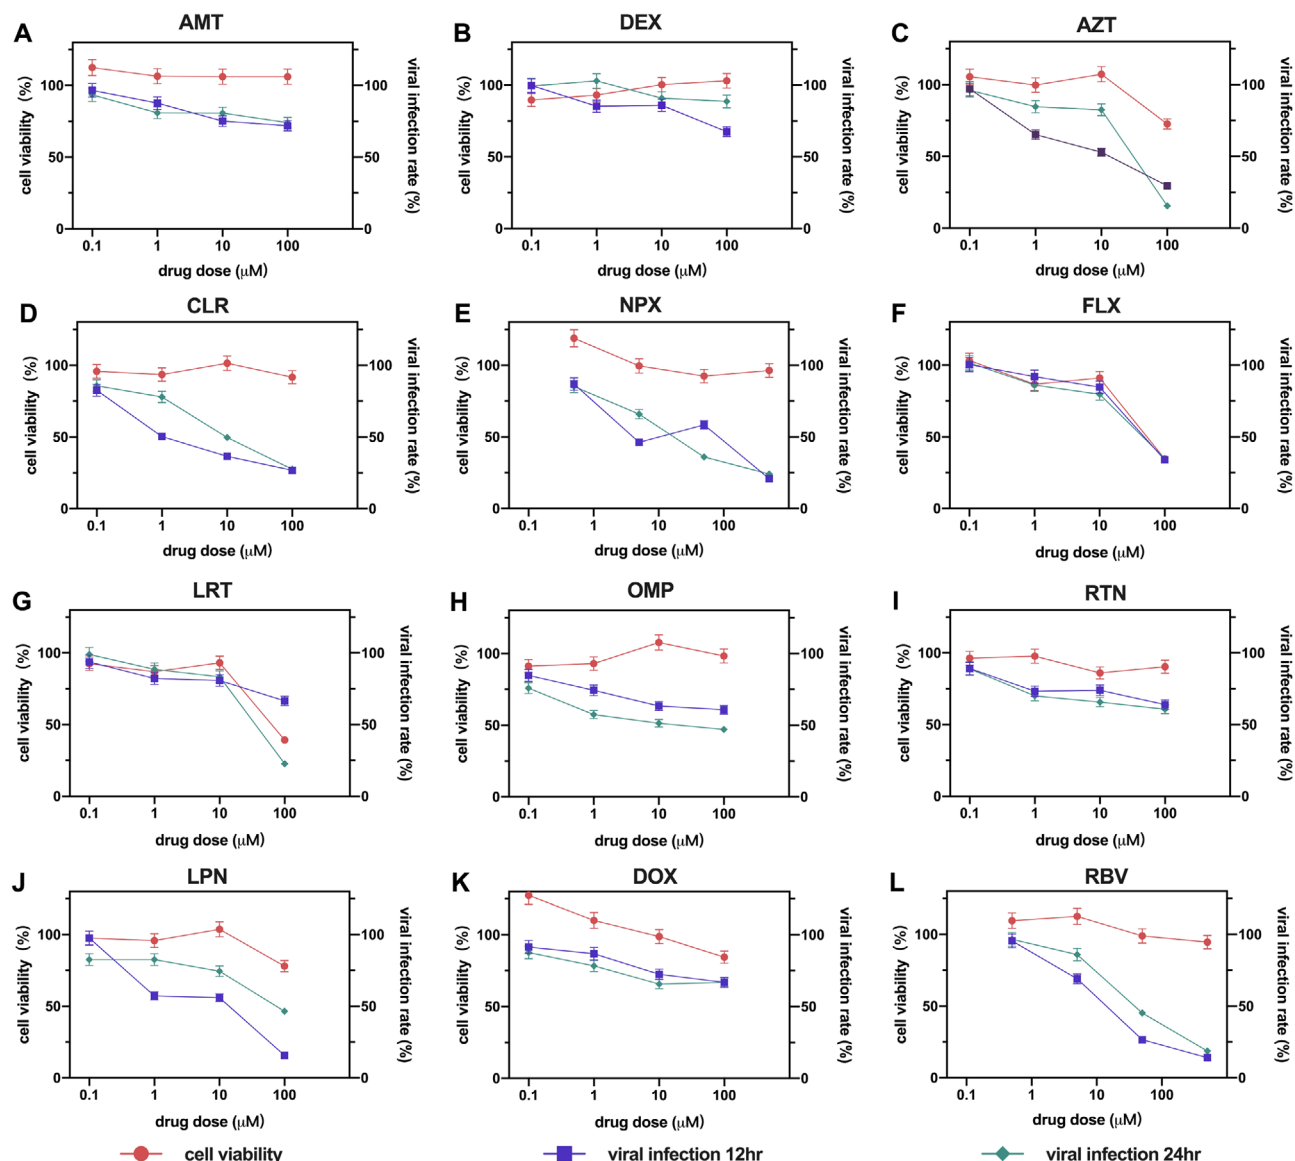 A AMT
cell viability (%)
viral infection rate (%)
100
50
0
100
50
0
0.1 1 10 100
drug dose (μM)
B DEX
cell viability (%)
viral infection rate (%)
100
50
0
100
50
0
0.1 1 10 100
drug dose (μM)
C AZT
cell viability (%)
viral infection rate (%)
100
50
0
100
50
0
0.1 1 10 100
drug dose (μM)
D CLR
cell viability (%)
viral infection rate (%)
100
50
0
100
50
0
0.1 1 10 100
drug dose (μM)
E NPX
cell viability (%)
viral infection rate (%)
100
50
0
100
50
0
0.1 1 10 100
drug dose (μM)
F FLX
cell viability (%)
viral infection rate (%)
100
50
0
100
50
0
0.1 1 10 100
drug dose (μM)
G LRT
cell viability (%)
viral infection rate (%)
100
50
0
100
50
0
0.1 1 10 100
drug dose (μM)
H OMP
cell viability (%)
viral infection rate (%)
100
50
0
100
50
0
0.1 1 10 100
drug dose (μM)
I RTN
cell viability (%)
viral infection rate (%)
100
50
0
100
50
0
0.1 1 10 100
drug dose (μM)
J LPN
cell viability (%)
viral infection rate (%)
100
50
0
100
50
0
0.1 1 10 100
drug dose (μM)
K DOX
cell viability (%)
viral infection rate (%)
100
50
0
100
50
0
0.1 1 10 100
drug dose (μM)
L RBV
cell viability (%)
viral infection rate (%)
100
50
0
100
50
0
0.1 1 10 100
drug dose (μM)
cell viability
viral infection 12hr
viral infection 24hr